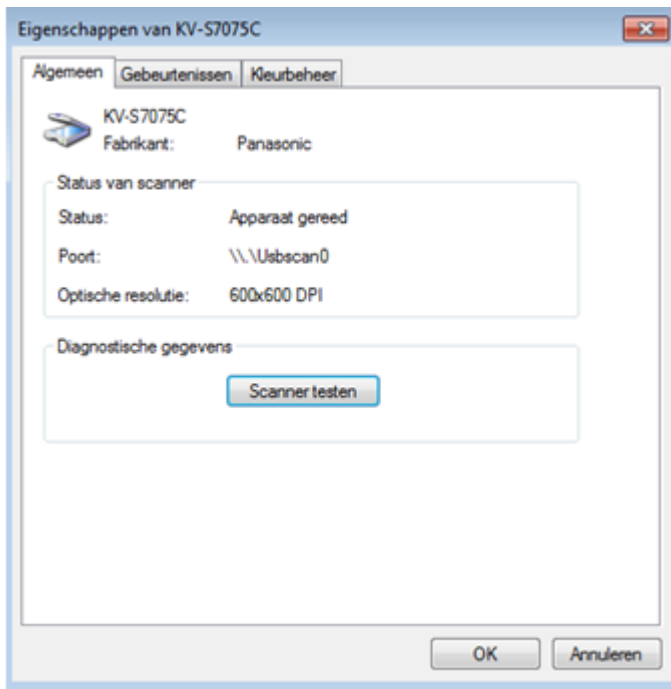 Eigenschappen van KV-S7075C
Algemeen Gebeurtenissen Kleurbeheer
KV-S7075C
Fabrikant: Panasonic
Status van scanner
Status: Apparaat gereed
Poort: \\.\Usbscan0
Optische resolutie: 600x600 DPI
Diagnostische gegevens
Scanner testen
OK Annuleren